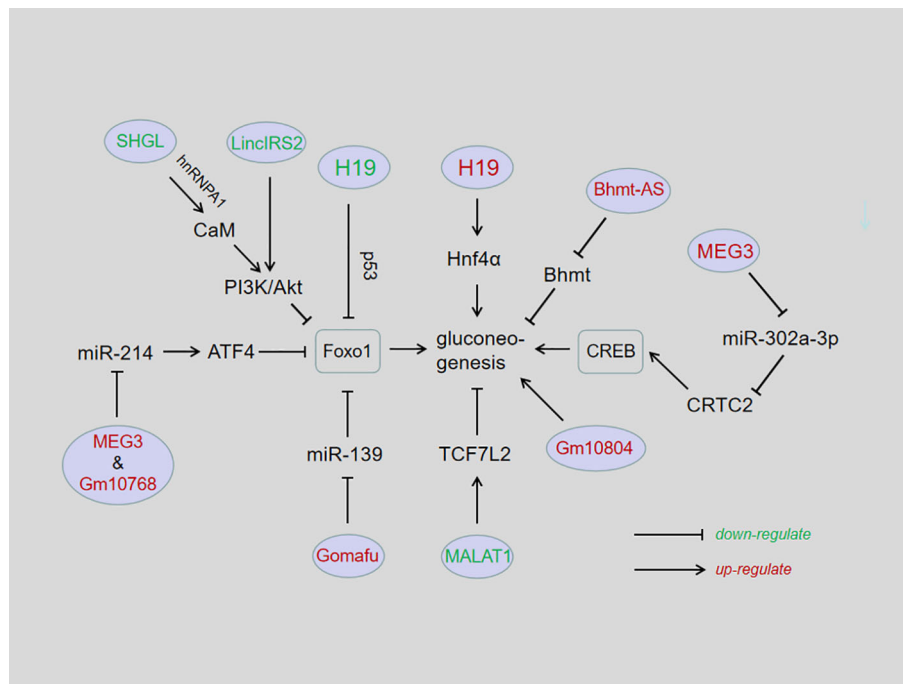 SHGL
LincIRS2
H19
H19
Bhmt-AS
hnRNPA1
CaM
p53
Hnf4α
Bhmt
MEG3
PI3K/Akt
miR-214
ATF4
Foxo1
gluconeo-
genesis
CREB
miR-302a-3p
CRTC2
MEG3
&
Gm10768
miR-139
TCF7L2
Gm10804
Gomafu
MALAT1
down-regulate
up-regulate